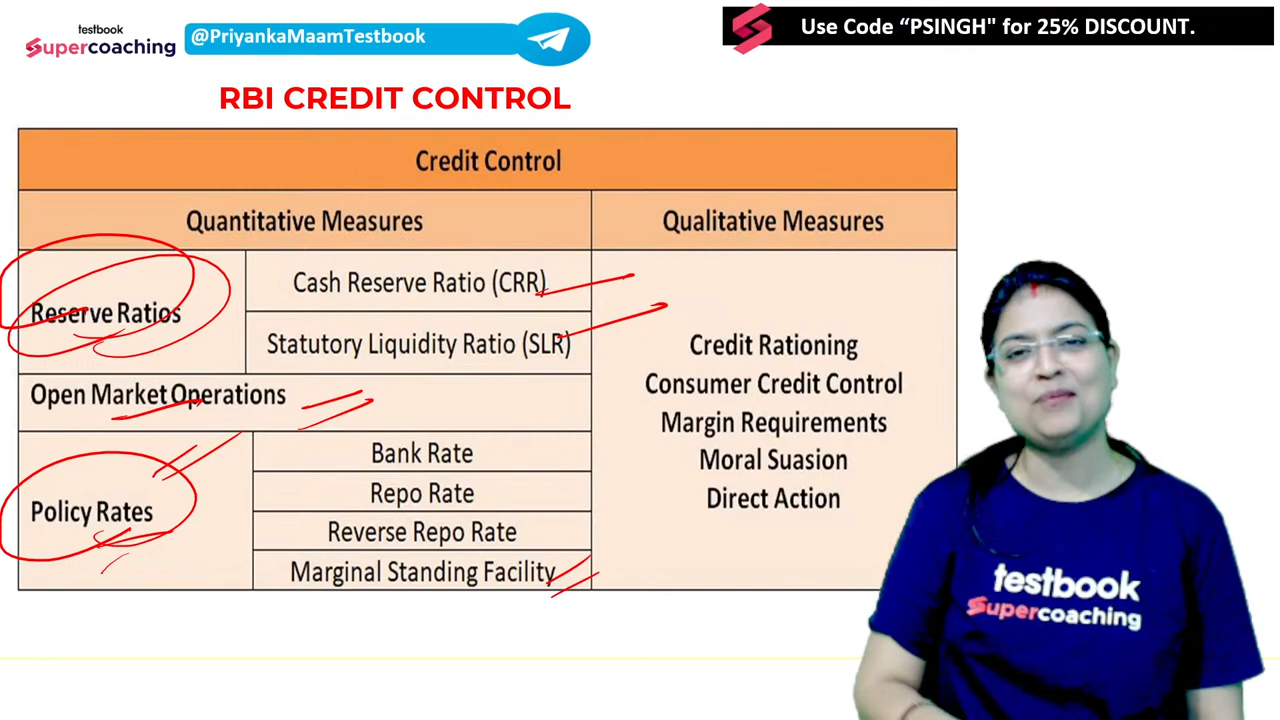 testbook
Supercoaching
@PriyankaMaamTestbook
Use Code “PSINGH" for 25% DISCOUNT.
RBI CREDIT CONTROL
Credit Control
Quantitative Measures
Qualitative Measures
Reserve Ratios
Cash Reserve Ratio (CRR)
Statutory Liquidity Ratio (SLR)
Open Market Operations
Policy Rates
Bank Rate
Repo Rate
Reverse Repo Rate
Marginal Standing Facility
Credit Rationing
Consumer Credit Control
Margin Requirements
Moral Suasion
Direct Action
testbook
Supercoaching